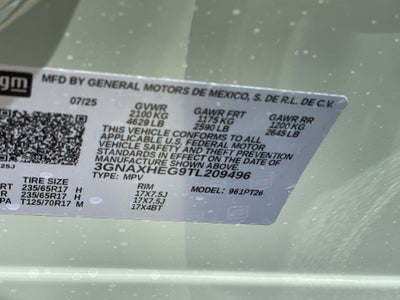 gm
MFD BY GENERAL MOTORS DE MEXICO, S. DE R.L. DE C.V.
07/25 GVWR GAWR FRT GAWR RR
2100 KG 1175 KG 1200 KG
4629 LB 2590 LB 2645 LB
THIS VEHICLE CONFORMS TO ALL
APPLICABLE U.S. FEDERAL MOTOR
VEHICLE SAFETY AND THEFT PREVENTION
STANDARDS IN EFFECT ON THE DATE OF
MANUFACTURE SHOWN ABOVE.
3GNAXHEG9TL209496
TYPE: MPV MODEL: 961PT26
TIRE SIZE RIM
235/65R17 H 17X7.5J
235/65R17 H 17X7.5J
T125/70R17 M 17X4BT